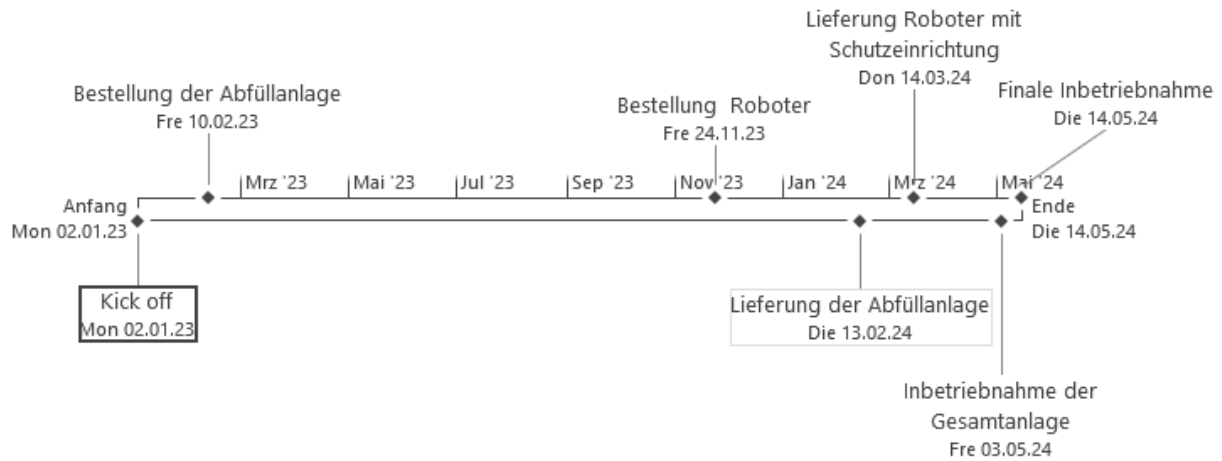 Lieferung Roboter mit
Schutzeinrichtung
Don 14.03.24
Bestellung der Abfüllanlage
Fre 10.02.23
Bestellung Roboter
Fre 24.11.23
Finale Inbetriebnahme
Die 14.05.24
Mrz '23
Mai '23
Jul '23
Sep '23
Nov '23
Jan '24
Mrz '24
Mai '24
Anfang
Mon 02.01.23
Ende
Die 14.05.24
Kick off
Mon 02.01.23
Lieferung der Abfüllanlage
Die 13.02.24
Inbetriebnahme der
Gesamtanlage
Fre 03.05.24